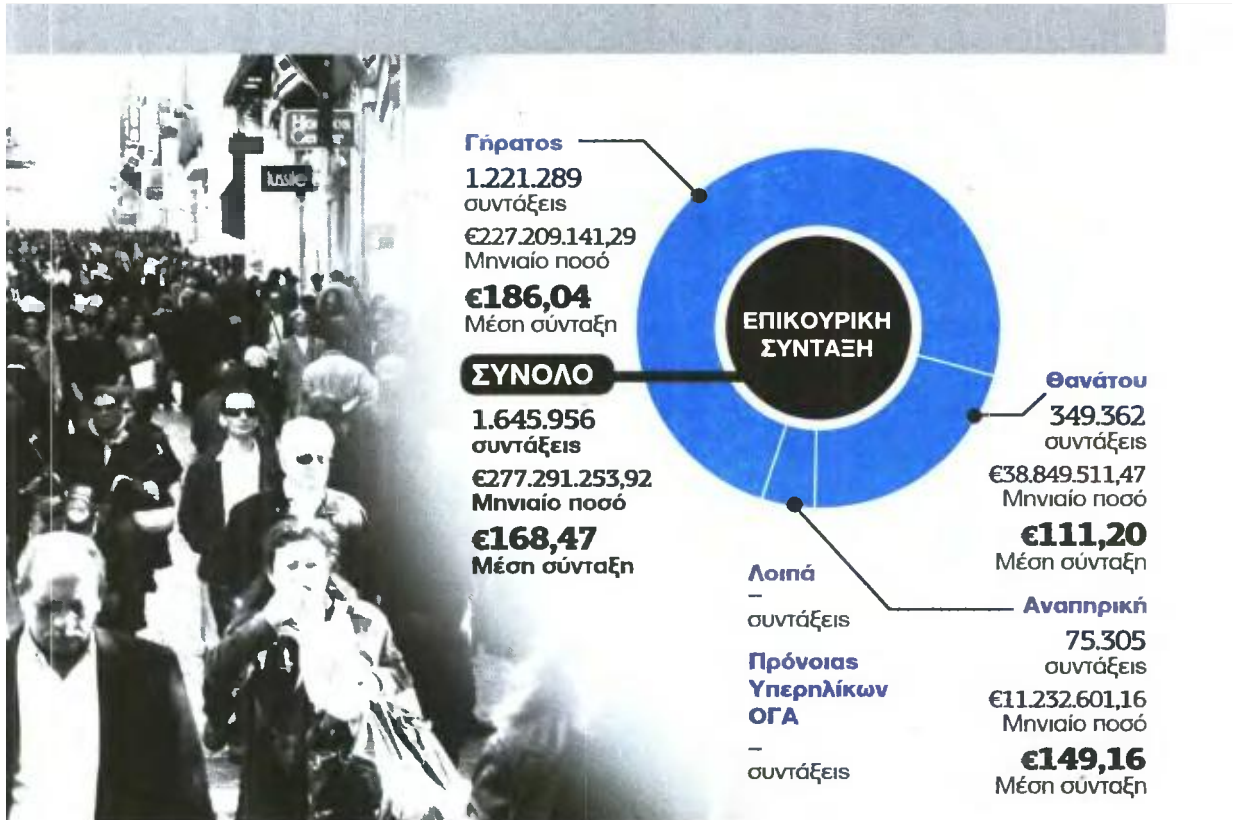 Γήρατος
1.221.289
συντάξεις
€227.209.141,29
Μηνιαίο ποσό
€186,04
Μέση σύνταξη
ΣΥΝΟΛΟ
1.645.956
συντάξεις
€277.291.253,92
Μηνιαίο ποσό
€168,47
Μέση σύνταξη
ΕΠΙΚΟΥΡΙΚΗ
ΣΥΝΤΑΞΗ
Θανάτου
349.362
συντάξεις
€38.849.511,47
Μηνιαίο ποσό
€111,20
Μέση σύνταξη
Λοιπά
–
συντάξεις
Πρόνοιας
Υπερηλίκων
ΟΓΑ
–
συντάξεις
Αναπηρική
75.305
συντάξεις
€11.232.601,16
Μηνιαίο ποσό
€149,16
Μέση σύνταξη